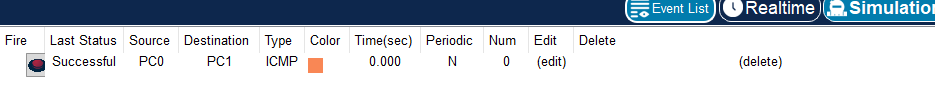 Event List Realtime Simulatio
Fire Last Status Source Destination Type Color Time(sec) Periodic Num Edit Delete
Successful PC0 PC1 ICMP 0.000 N 0 (edit) (delete)